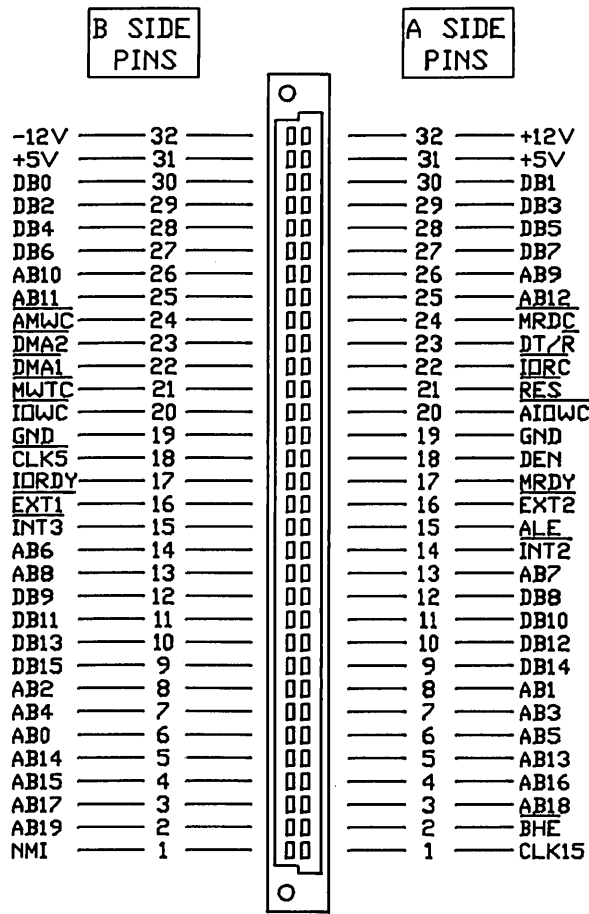 B SIDE PINS
A SIDE PINS
-12V 32 32 +12V
+5V 31 31 +5V
DB0 30 30 DB1
DB2 29 29 DB3
DB4 28 28 DB5
DB6 27 27 DB7
AB10 26 26 AB9
AB11 25 25 AB12
AMWC 24 24 MRDC
DMA2 23 23 DT/R
DMA1 22 22 IORC
MWTC 21 21 RES
IOWC 20 20 AIOWC
GND 19 19 GND
CLK5 18 18 DEN
IORDY 17 17 MRDY
EXT1 16 16 EXT2
INT3 15 15 ALE
AB6 14 14 INT2
AB8 13 13 AB7
DB9 12 12 DB8
DB11 11 11 DB10
DB13 10 10 DB12
DB15 9 9 DB14
AB2 8 8 AB1
AB4 7 7 AB3
AB0 6 6 AB5
AB14 5 5 AB13
AB15 4 4 AB16
AB17 3 3 AB18
AB19 2 2 BHE
NMI 1 1 CLK15